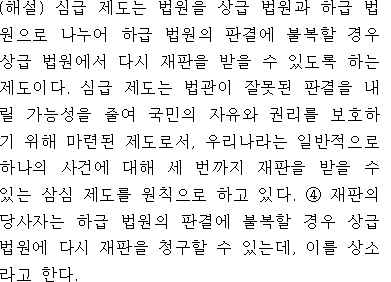 (해설) 심급 제도는 법원을 상급 법원과 하급 법
원으로 나누어 하급 법원의 판결에 불복할 경우
상급 법원에서 다시 재판을 받을 수 있도록 하는
제도이다. 심급 제도는 법관이 잘못된 판결을 내
릴 가능성을 줄여 국민의 자유와 권리를 보호하
기 위해 마련된 제도로서, 우리나라는 일반적으로
하나의 사건에 대해 세 번까지 재판을 받을 수
있는 삼심 제도를 원칙으로 하고 있다. ④ 재판의
당사자는 하급 법원의 판결에 불복할 경우 상급
법원에 다시 재판을 청구할 수 있는데, 이를 상소
라고 한다.